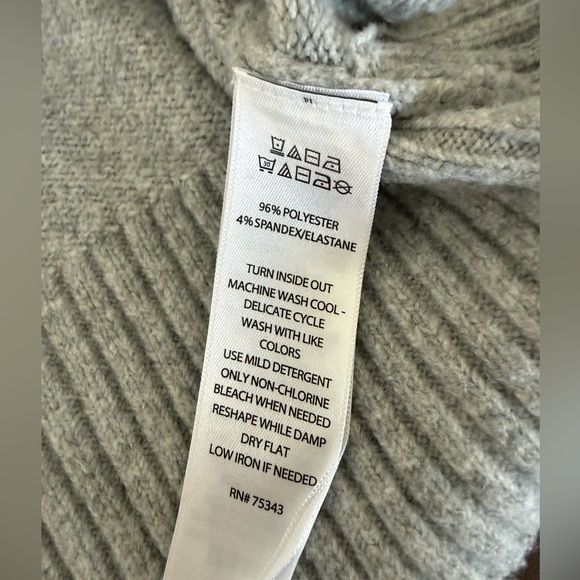 30
96% POLYESTER
4% SPANDEX/ELASTANE
TURN INSIDE OUT
MACHINE WASH COOL -
DELICATE CYCLE
WASH WITH LIKE
COLORS
USE MILD DETERGENT
ONLY NON-CHLORINE
BLEACH WHEN NEEDED
RESHAPE WHILE DAMP
DRY FLAT
LOW IRON IF NEEDED
RN# 75343